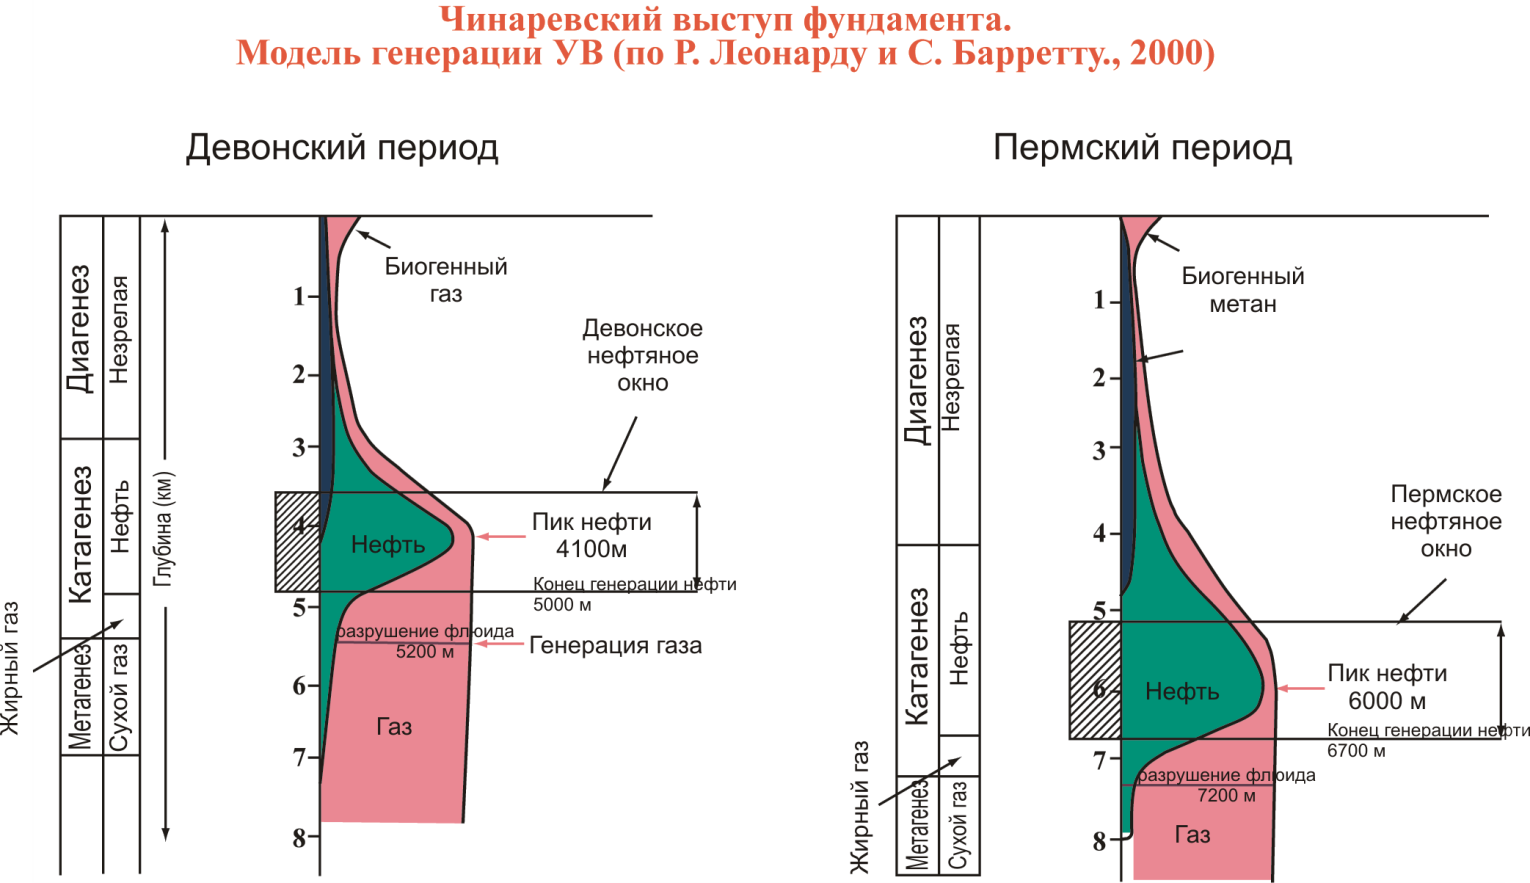 Чинаревский выступ фундамента.
Модель генерации УВ (по Р. Леонарду и С. Барретту., 2000)
Девонский период
Диагенез
Незрелая
Катагенез
Нефть
Жирный газ
Метагенез
Сухой газ
Глубина (км)
1
2
3
4
5
6
7
8
Биогенный
газ
Девонское
нефтяное
окно
Нефть
Пик нефти
4100м
Конец генерации нефти
5000 м
разрушение флюида
5200 м
Генерация газа
Газ
Пермский период
Диагенез
Незрелая
Катагенез
Нефть
Жирный газ
Метагенез
Сухой газ
1
2
3
4
5
6
7
8
Биогенный
метан
Пермское
нефтяное
окно
Нефть
Пик нефти
6000 м
Конец генерации нефти
6700 м
разрушение флюида
7200 м
Газ